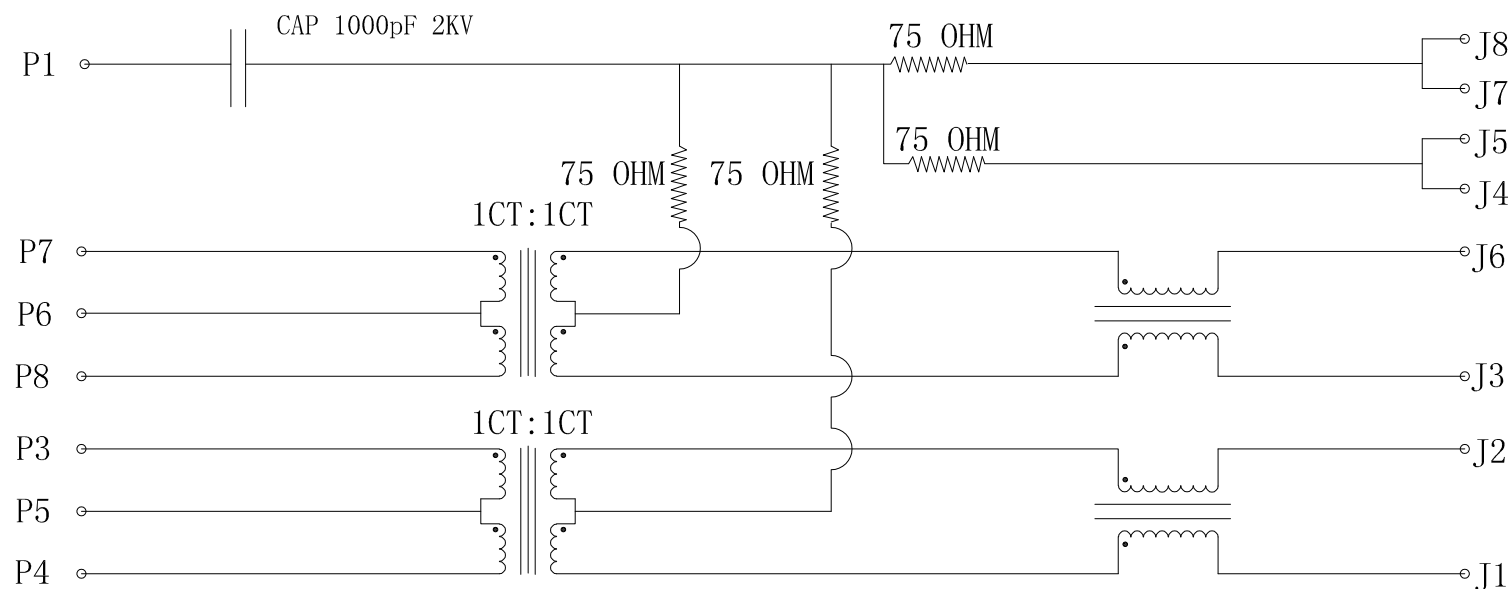 CAP 1000pF 2KV
75 OHM
J8
P1
J7
75 OHM
J5
75 OHM
75 OHM
J4
1CT:1CT
P7
J6
P6
P8
J3
1CT:1CT
P3
J2
P5
P4
J1